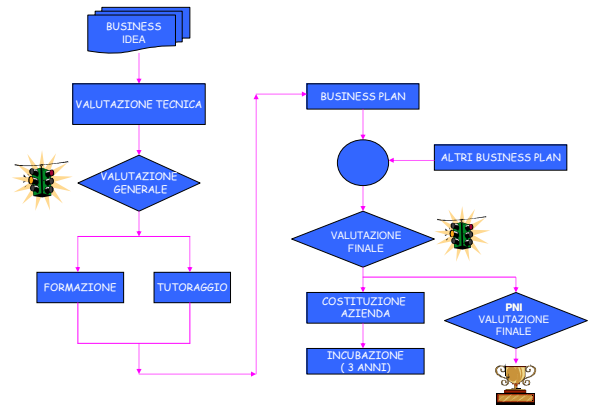 BUSINESS
IDEA
VALUTAZIONE TECNICA
VALUTAZIONE
GENERALE
FORMAZIONE
TUTORAGGIO
BUSINESS PLAN
ALTRI BUSINESS PLAN
VALUTAZIONE
FINALE
COSTITUZIONE
AZIENDA
INCUBAZIONE
( 3 ANNI)
PNI
VALUTAZIONE
FINALE